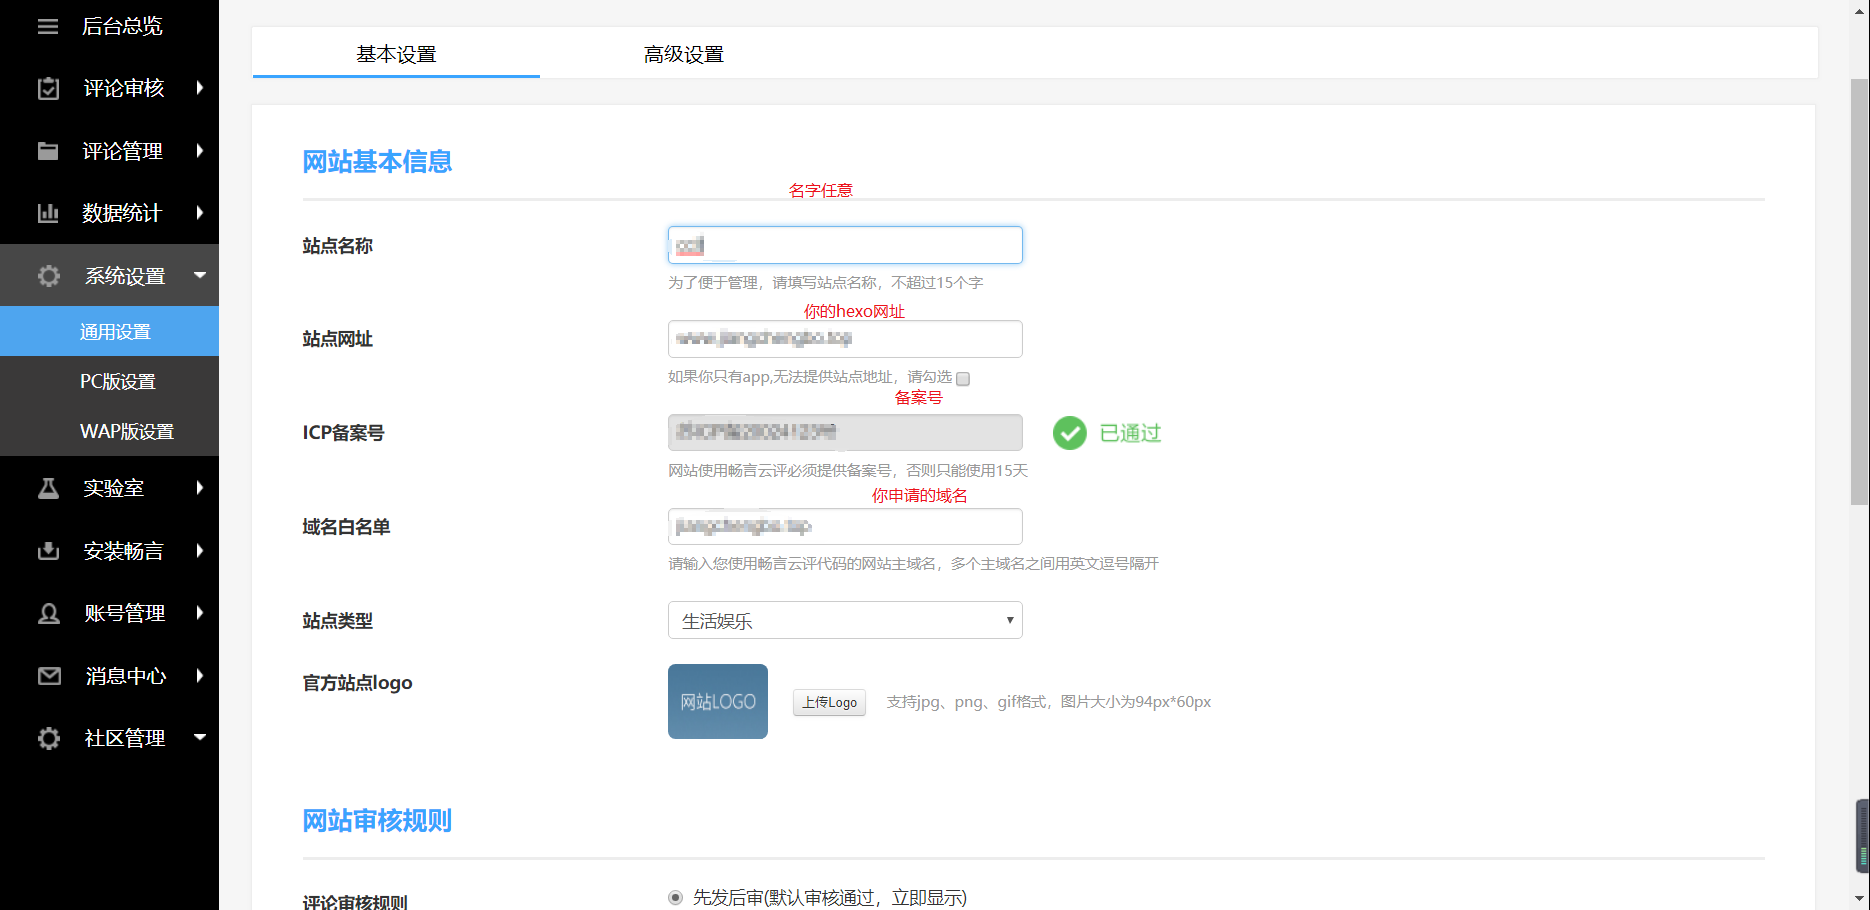 后台总览
评论审核
评论管理
数据统计
系统设置
通用设置
PC版设置
WAP版设置
实验室
安装畅言
账号管理
消息中心
社区管理
基本设置
高级设置
网站基本信息
名字任意
站点名称
为了便于管理，请填写站点名称，不超过15个字
你的hexo网址
站点网址
如果你只有app,无法提供站点地址，请勾选
备案号
ICP备案号
已通过
网站使用畅言云评必须提供备案号，否则只能使用15天
你申请的域名
域名白名单
请输入您使用畅言云评代码的网站主域名，多个主域名之间用英文逗号隔开
站点类型
生活娱乐
官方站点logo
网站LOGO
上传Logo
支持jpg、png、gif格式，图片大小为94px*60px
网站审核规则
评论审核规则
先发后审(默认审核通过，立即显示)